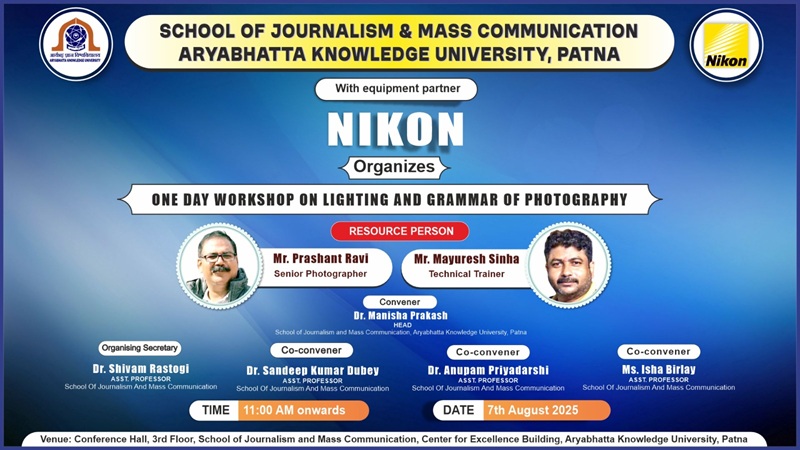 SCHOOL OF JOURNALISM & MASS COMMUNICATION
ARYABHATTA KNOWLEDGE UNIVERSITY, PATNA
ARYABHATTA KNOWLEDGE UNIVERSITY
Nikon
With equipment partner
NIKON
Organizes
ONE DAY WORKSHOP ON LIGHTING AND GRAMMAR OF PHOTOGRAPHY
RESOURCE PERSON
Mr. Prashant Ravi
Senior Photographer
Mr. Mayuresh Sinha
Technical Trainer
Convener
Dr. Manisha Prakash
HEAD
School of Journalism and Mass Communication, Aryabhatta Knowledge University, Patna
Organising Secretary
Dr. Shivam Rastogi
ASST. PROFESSOR
School Of Journalism And Mass Communication
Co-convener
Dr. Sandeep Kumar Dubey
ASST. PROFESSOR
School Of Journalism And Mass Communication
Co-convener
Dr. Anupam Priyadarshi
ASST. PROFESSOR
School Of Journalism And Mass Communication
Co-convener
Ms. Isha Birlay
ASST. PROFESSOR
School Of Journalism And Mass Communication
TIME 11:00 AM onwards
DATE 7th August 2025
Venue: Conference Hall, 3rd Floor, School of Journalism and Mass Communication, Center for Excellence Building, Aryabhatta Knowledge University, Patna